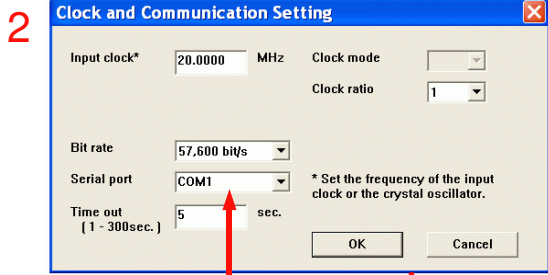 2
Clock and Communication Setting
Input clock* 20.0000 MHz Clock mode
Clock ratio 1
Bit rate 57,600 bit/s
Serial port COM1 * Set the frequency of the input
clock or the crystal oscillator.
Time out 5 sec.
( 1 - 300sec. )
OK Cancel